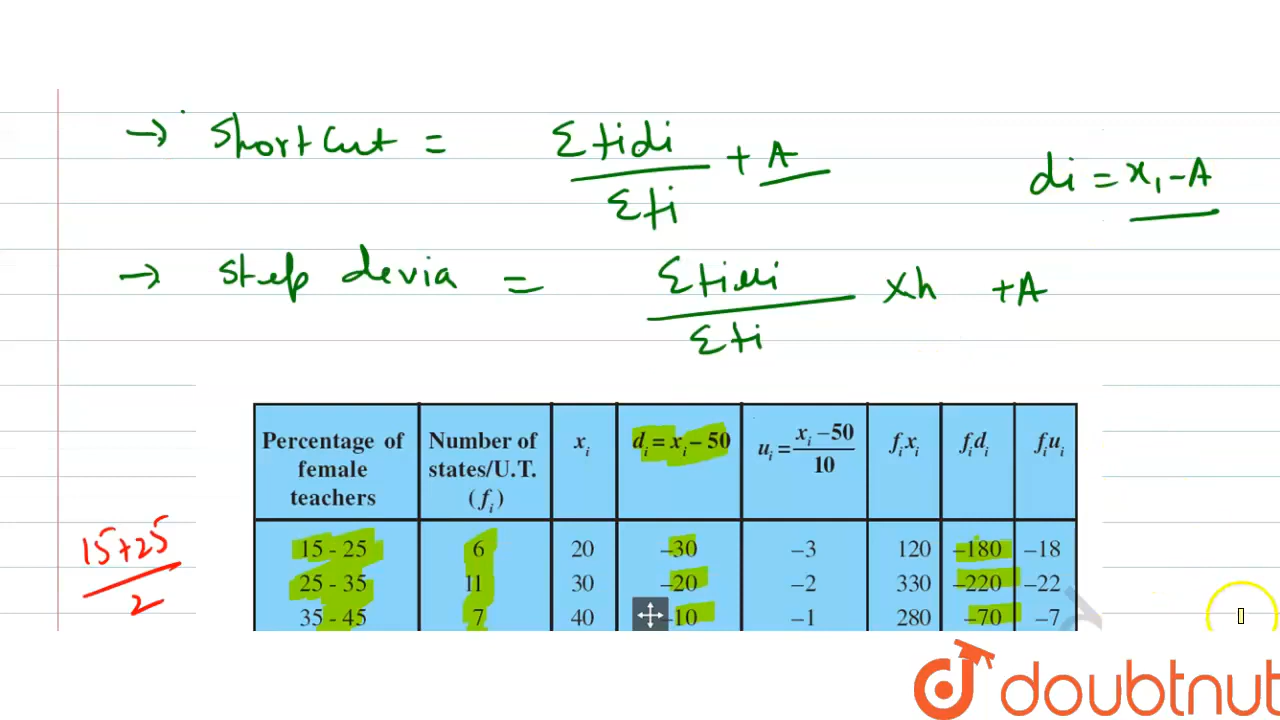 → Shortcut = Σfidi/Σfi + A
di = x₁ - A
→ Step devia = Σfiui/Σfi × h + A
Percentage of female teachers | Number of states/U.T. (fᵢ) | xᵢ | dᵢ = xᵢ – 50 | uᵢ = (xᵢ – 50)/10 | fᵢxᵢ | fᵢdᵢ | fᵢuᵢ
15 - 25 | 6 | 20 | –30 | –3 | 120 | –180 | –18
25 - 35 | 11 | 30 | –20 | –2 | 330 | –220 | –22
35 - 45 | 7 | 40 | –10 | –1 | 280 | –70 | –7
15+25/2
doubtnut